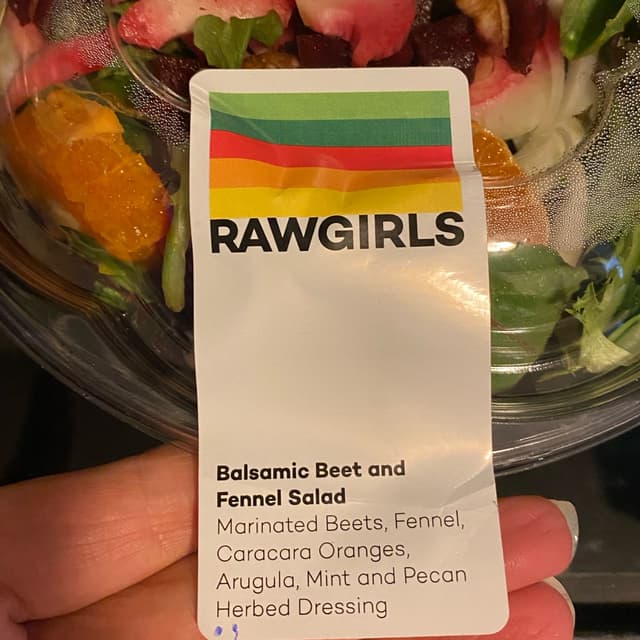 RAWGIRLS
Balsamic Beet and
Fennel Salad
Marinated Beets, Fennel,
Caracara Oranges,
Arugula, Mint and Pecan
Herbed Dressing